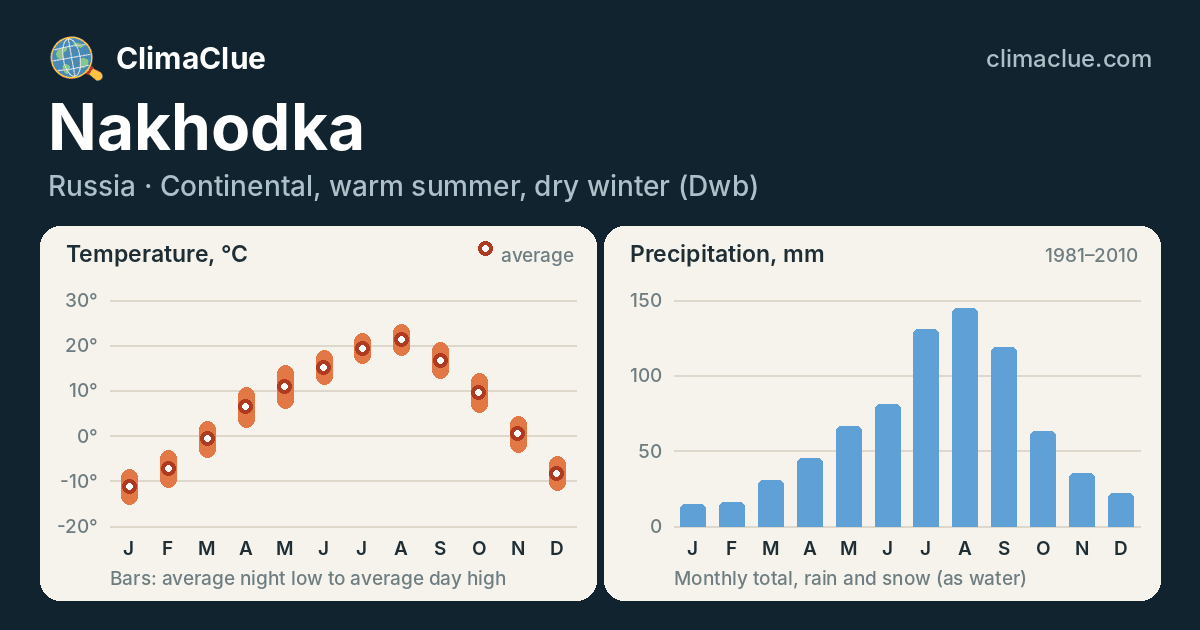 ClimaClue
climaclue.com
Nakhodka
Russia · Continental, warm summer, dry winter (Dwb)
Temperature, °C
average
30°
20°
10°
0°
-10°
-20°
J F M A M J J A S O N D
Bars: average night low to average day high
Precipitation, mm
1981–2010
150
100
50
0
J F M A M J J A S O N D
Monthly total, rain and snow (as water)